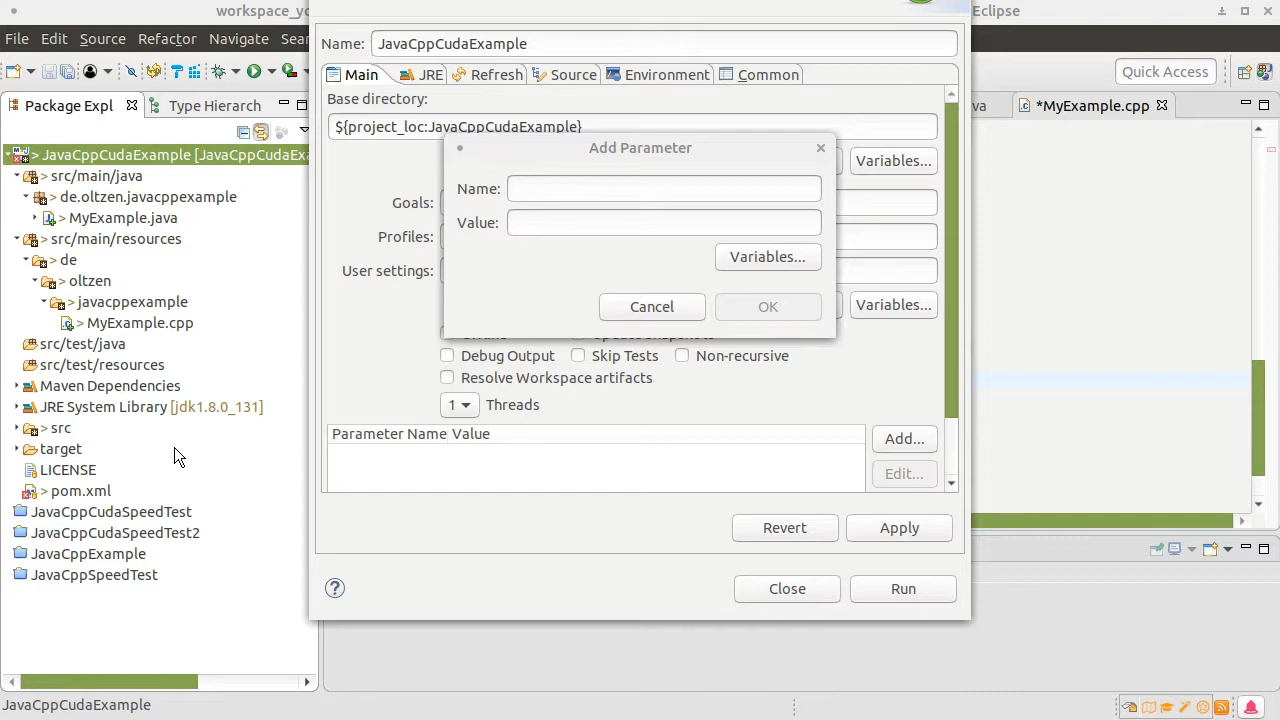 workspace_yo
Eclipse
File Edit Source Refactor Navigate Sear
Quick Access
Package Expl Type Hierarch
va *MyExample.cpp
> JavaCppCudaExample [JavaCppCudaExa
> src/main/java
> de.oltzen.javacppexample
> MyExample.java
> src/main/resources
> de
> oltzen
> javacppexample
> MyExample.cpp
src/test/java
src/test/resources
Maven Dependencies
JRE System Library [jdk1.8.0_131]
> src
target
LICENSE
> pom.xml
JavaCppCudaSpeedTest
JavaCppCudaSpeedTest2
JavaCppExample
JavaCppSpeedTest
JavaCppCudaExample
Name: JavaCppCudaExample
Main JRE Refresh Source Environment Common
Base directory:
${project_loc:JavaCppCudaExample}
Variables...
Goals:
Profiles:
User settings:
Variables...
Debug Output Skip Tests Non-recursive
Resolve Workspace artifacts
1 Threads
Parameter Name Value
Add...
Edit...
Revert Apply
? Close Run
Add Parameter
Name:
Value:
Variables...
Cancel OK